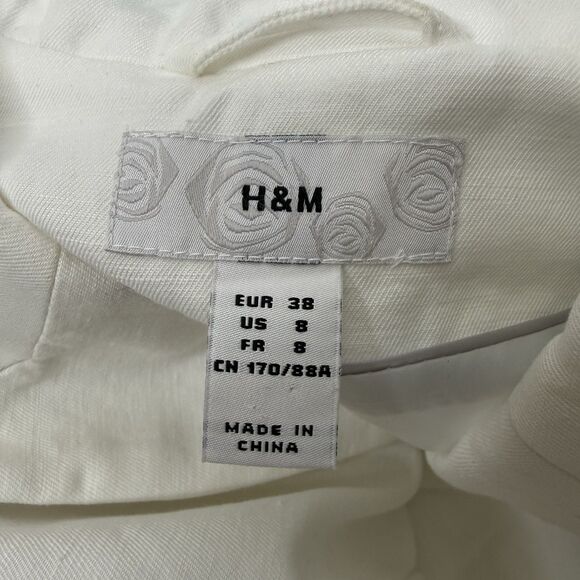 H&M
EUR 38
US 8
FR 8
CN 170/88A
MADE IN
CHINA